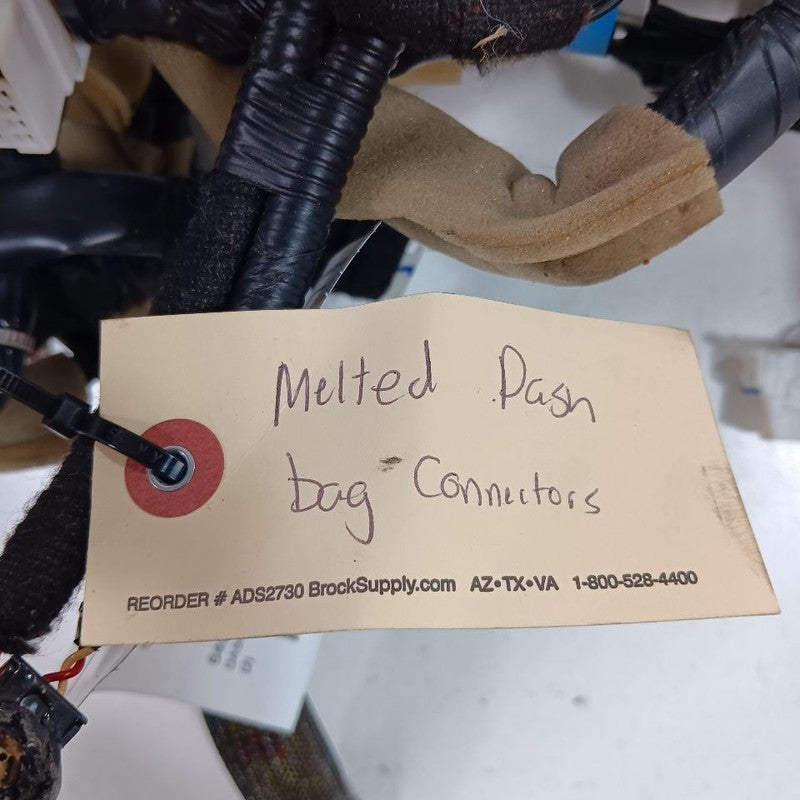 Melted Dash
bag Connectors
REORDER # ADS2730 BrockSupply.com AZ•TX•VA 1-800-528-4400